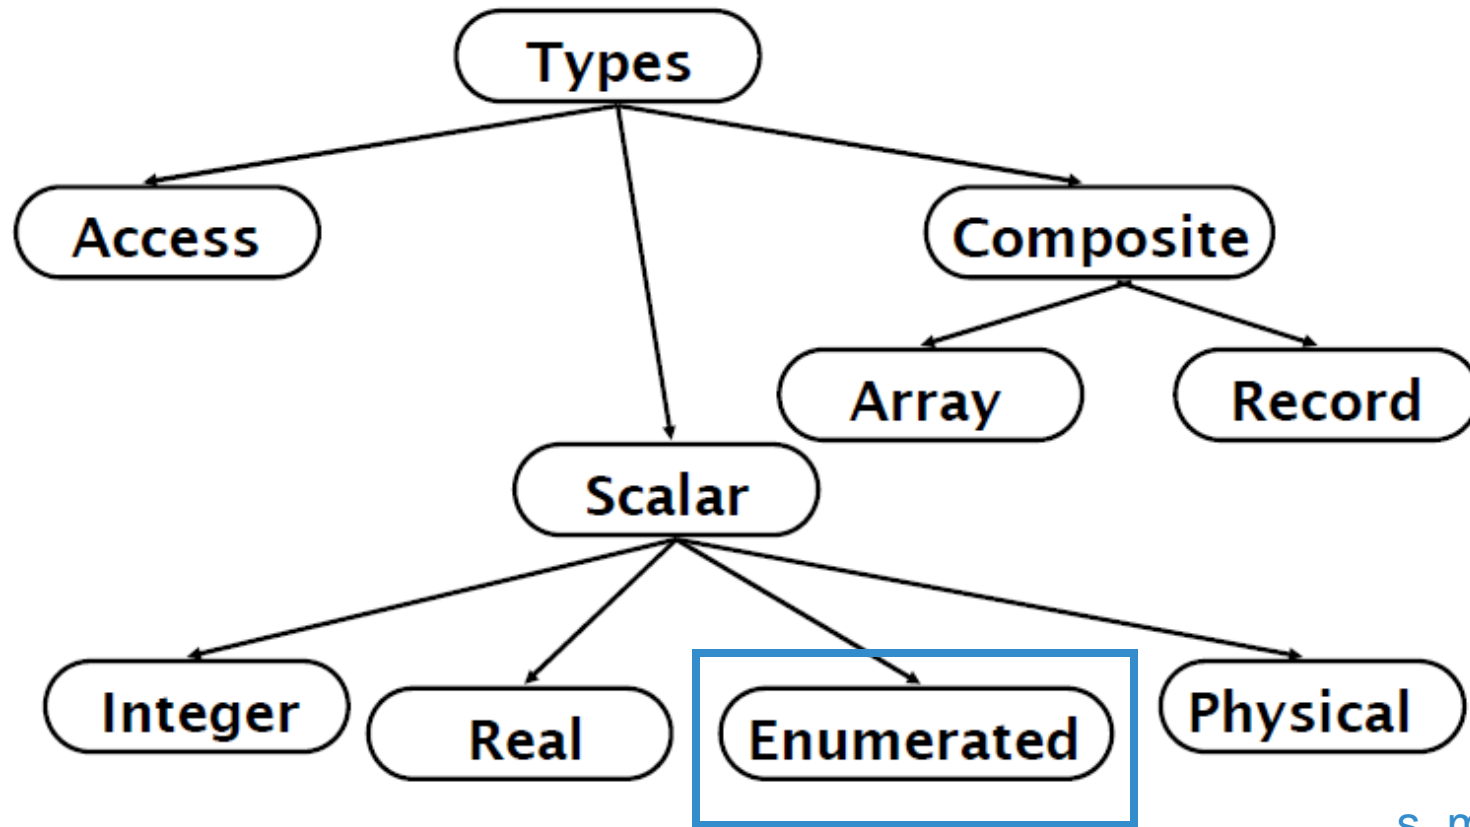 Types
Access
Composite
Array
Record
Scalar
Integer
Real
Enumerated
Physical